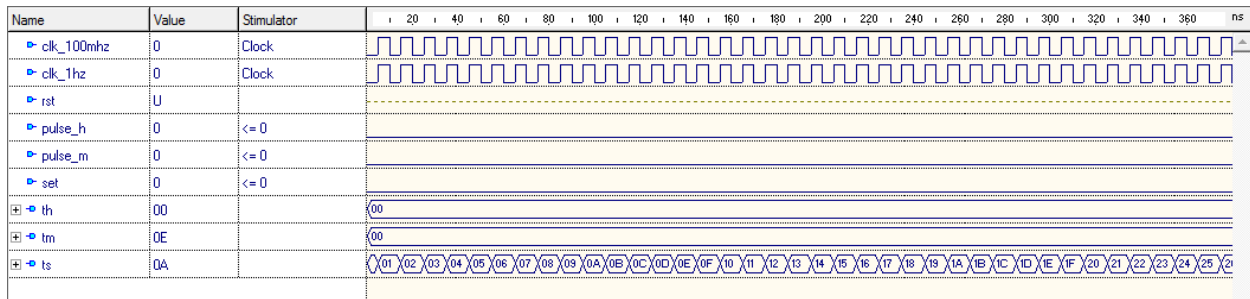 Name Value Stimulator 20 40 60 80 100 120 140 160 180 200 220 240 260 280 300 320 340 360 ns
clk_100mhz 0 Clock
clk_1hz 0 Clock
rst U
pulse_h 0 <= 0
pulse_m 0 <= 0
set 0 <= 0
th 00 00
tm 0E 00
ts 0A 01 02 03 04 05 06 07 08 09 0A 0B 0C 0D 0E 0F 10 11 12 13 14 15 16 17 18 19 1A 1B 1C 1D 1E 1F 20 21 22 23 24 25